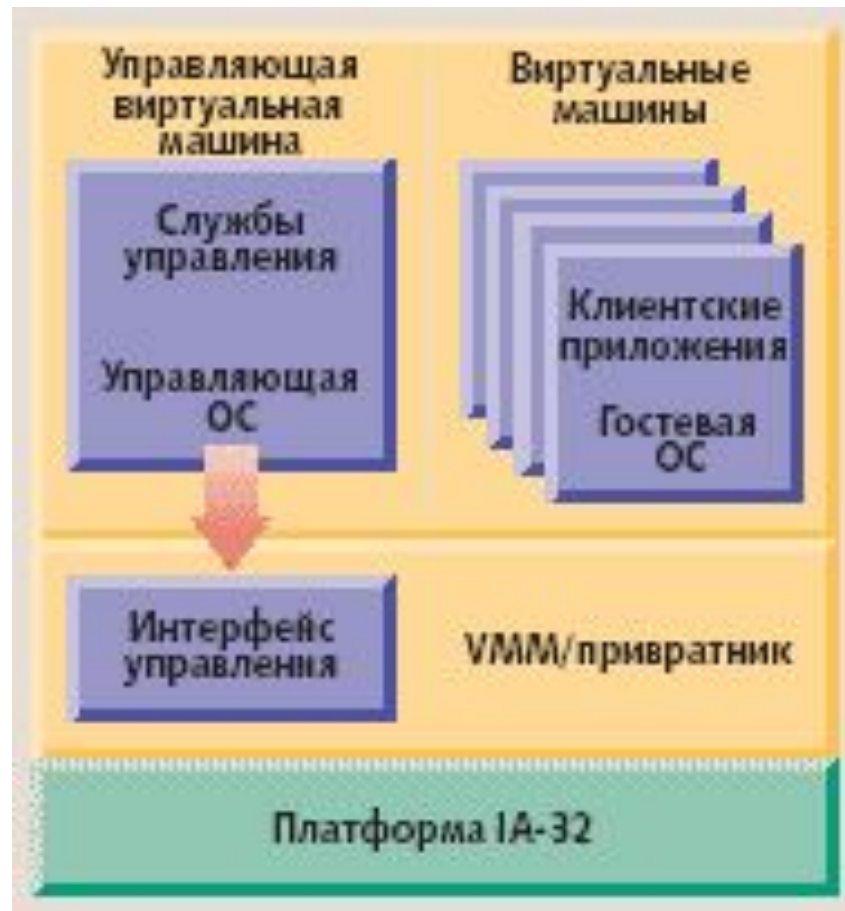 Управляющая
виртуальная
машина
Службы
управления
Управляющая
ОС
Виртуальные
машины
Клиентские
приложения
Гостевая
ОС
Интерфейс
управления
VMM/привратник
Платформа IA-32